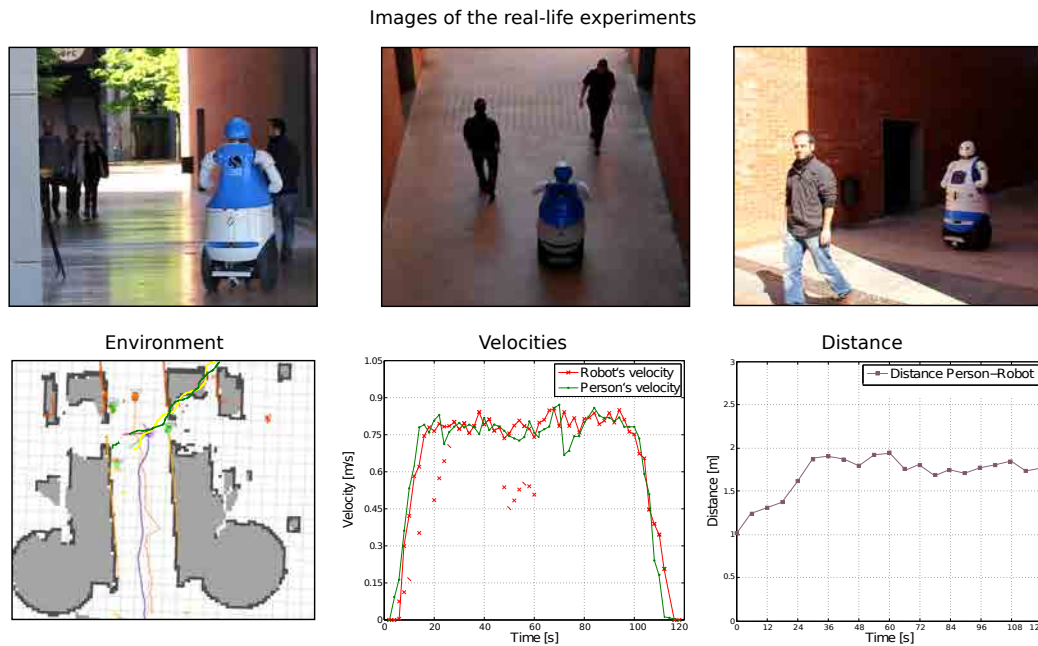 Images of the real-life experiments
Environment
Velocities
1.05
0.9
0.75
0.6
0.45
0.3
0.15
0
20
40
60
80
100
120
Velocity [m/s]
Time [s]
Robot's velocity
Person's velocity
Distance
3
2.5
2
1.5
1
0.5
0
0
12
24
36
48
60
72
84
96
108
Distance [m]
Time [s]
Distance Person–Robot